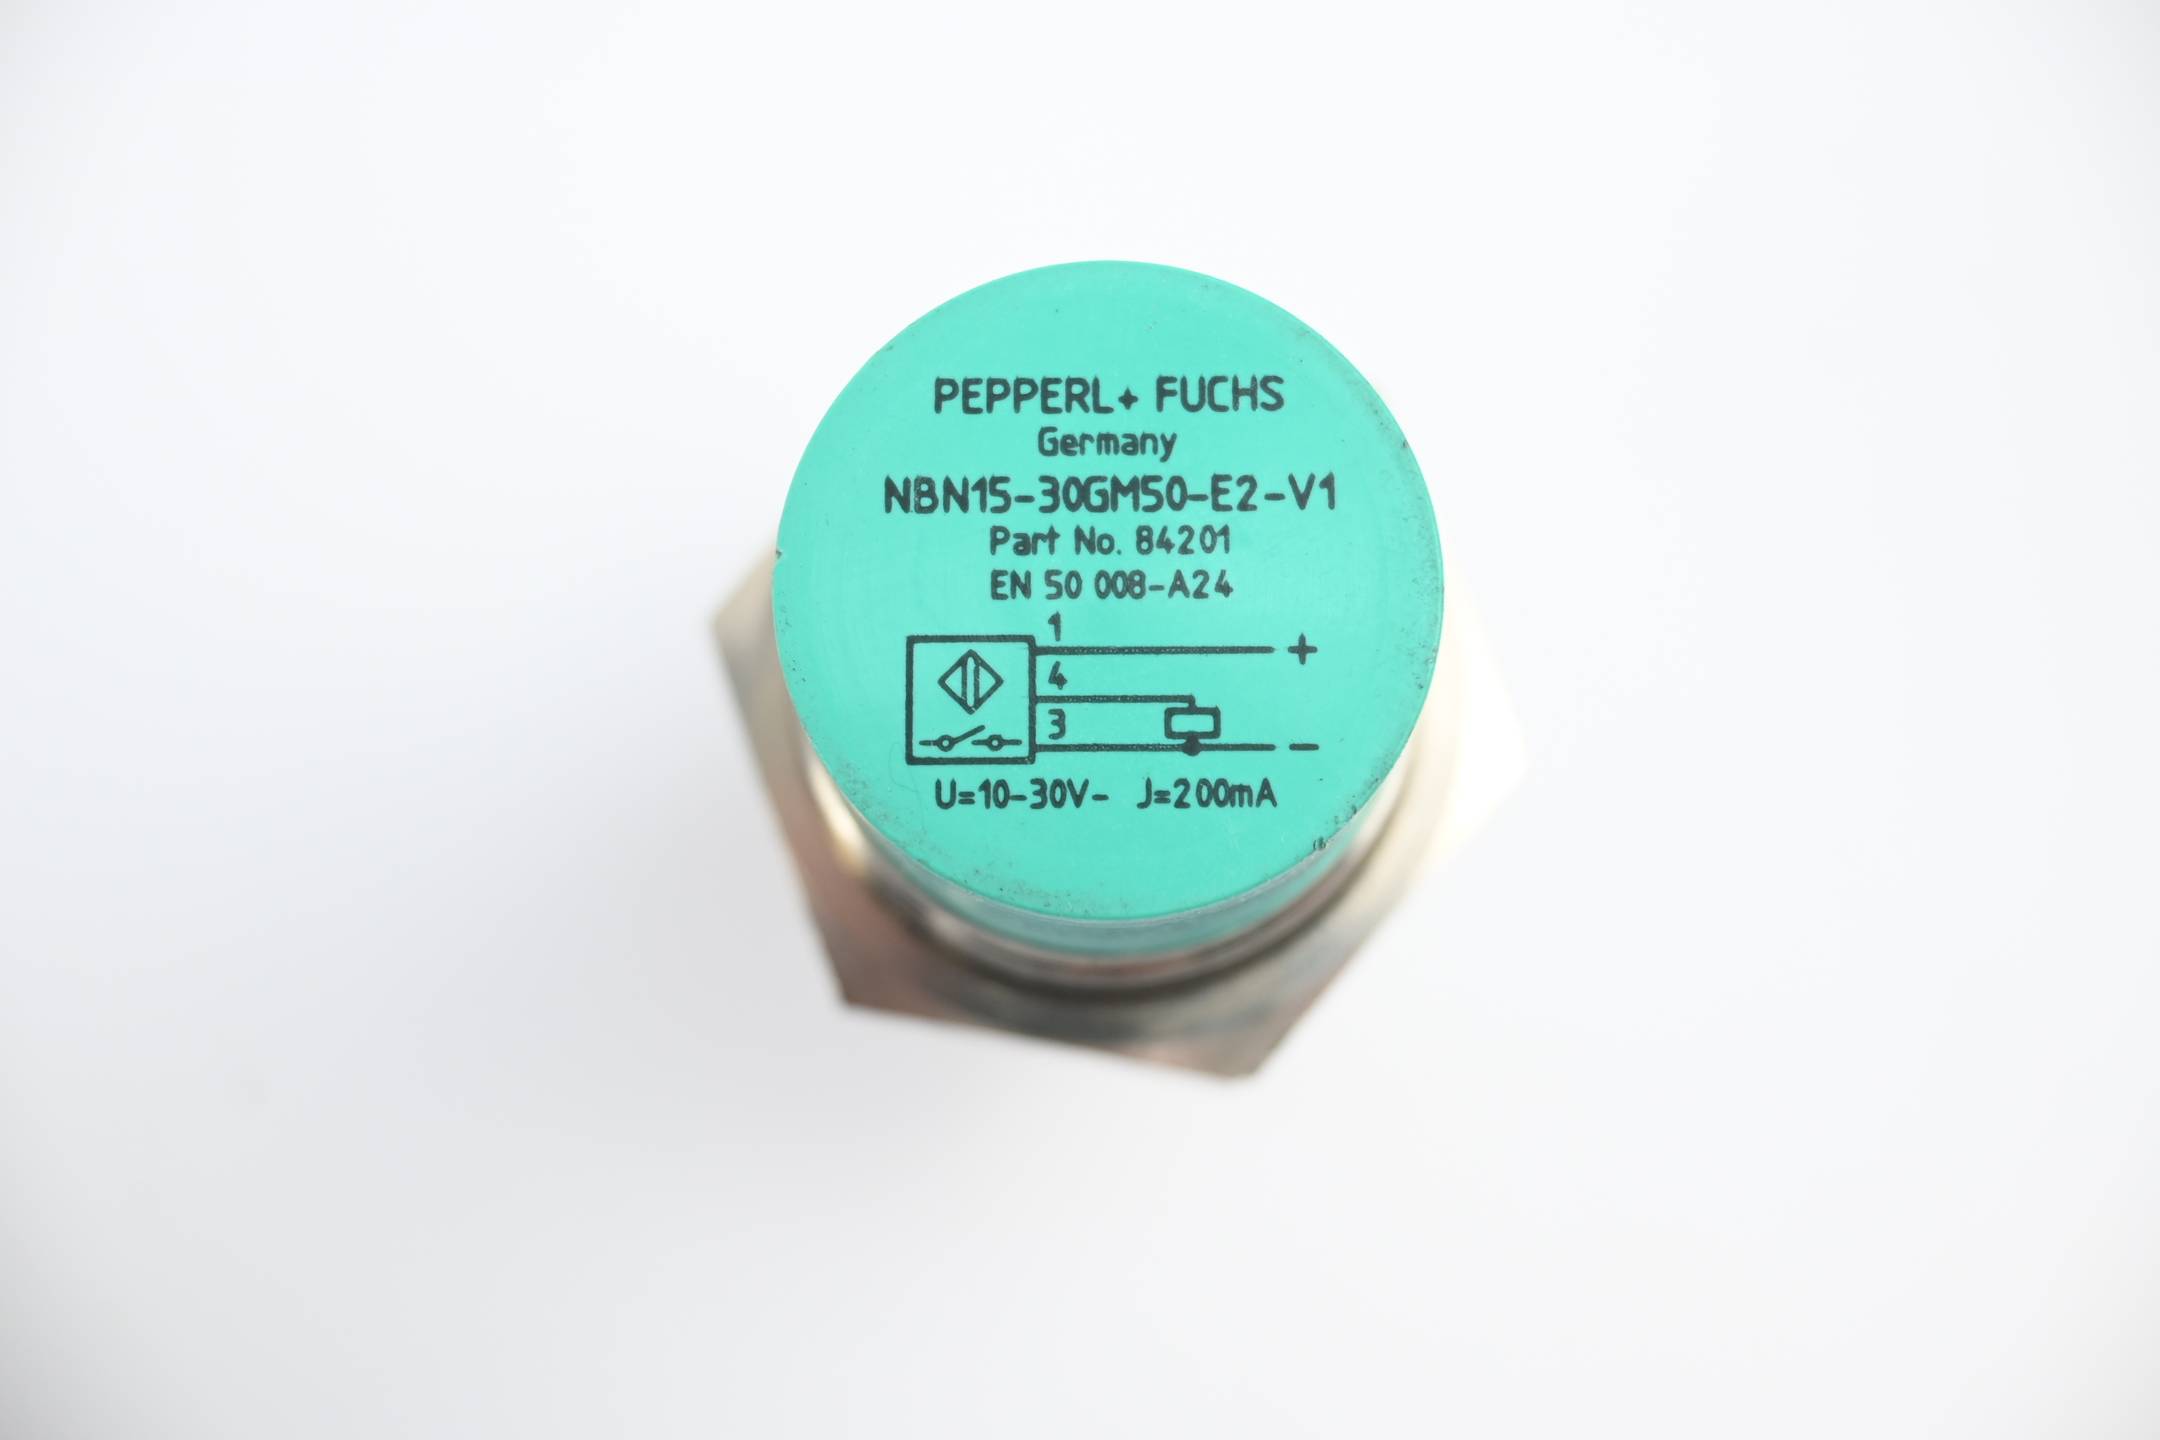 PEPPERL+ FUCHS
Germany
NBN15-30GM50-E2-V1
Part No. 84201
EN 50 008-A24
1
+
4
3
-
U=10-30V- J=200mA